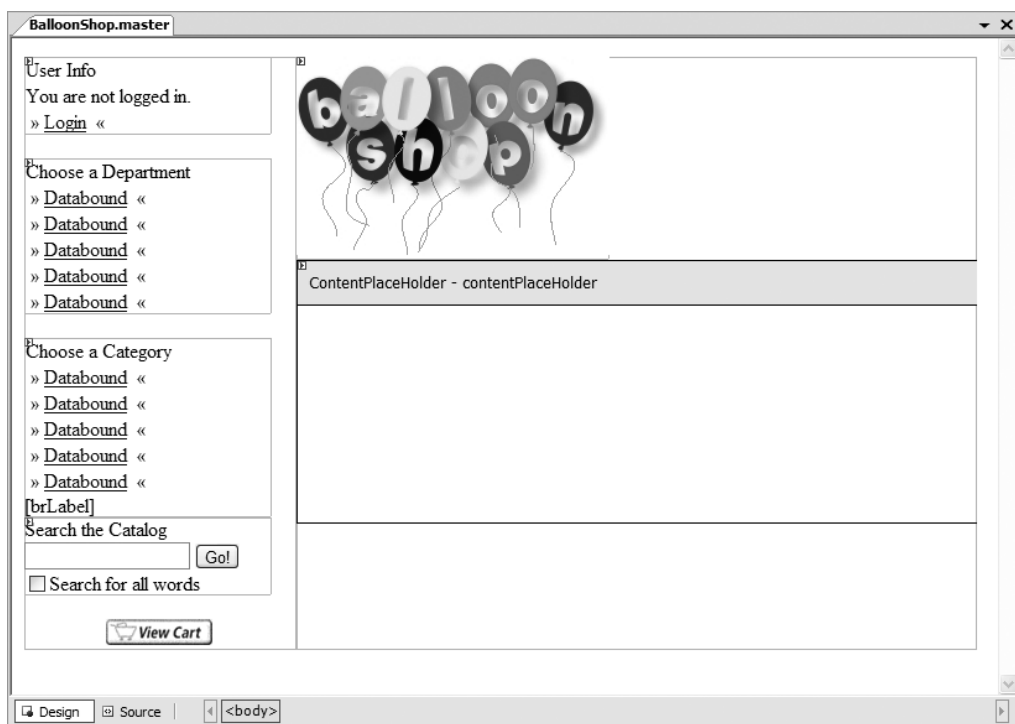 BalloonShop.master
User Info
You are not logged in.
» Login «
Choose a Department
» Databound «
» Databound «
» Databound «
» Databound «
» Databound «
Choose a Category
» Databound «
» Databound «
» Databound «
» Databound «
» Databound «
[brLabel]
Search the Catalog
Go!
Search for all words
View Cart
balloon
shop
ContentPlaceHolder - contentPlaceHolder
Design
Source
<body>